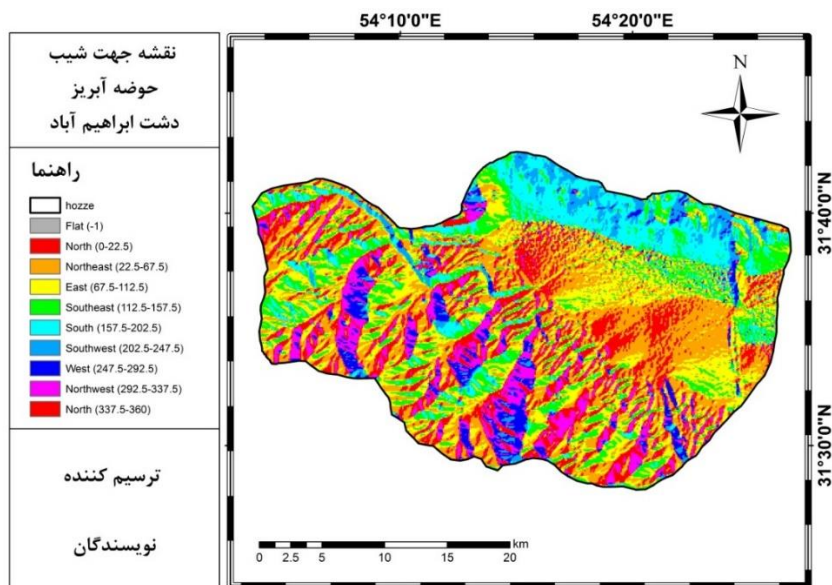 نقشه جهت شیب
حوضه آبریز
دشت ابراهیم آباد
راهنما
hozze
Flat (-1)
North (0-22.5)
Northeast (22.5-67.5)
East (67.5-112.5)
Southeast (112.5-157.5)
South (157.5-202.5)
Southwest (202.5-247.5)
West (247.5-292.5)
Northwest (292.5-337.5)
North (337.5-360)
ترسیم کننده
نویسندگان
54°10'0"E 54°20'0"E
N
31°40'0"N
31°30'0"N
km
0 2.5 5 10 15 20